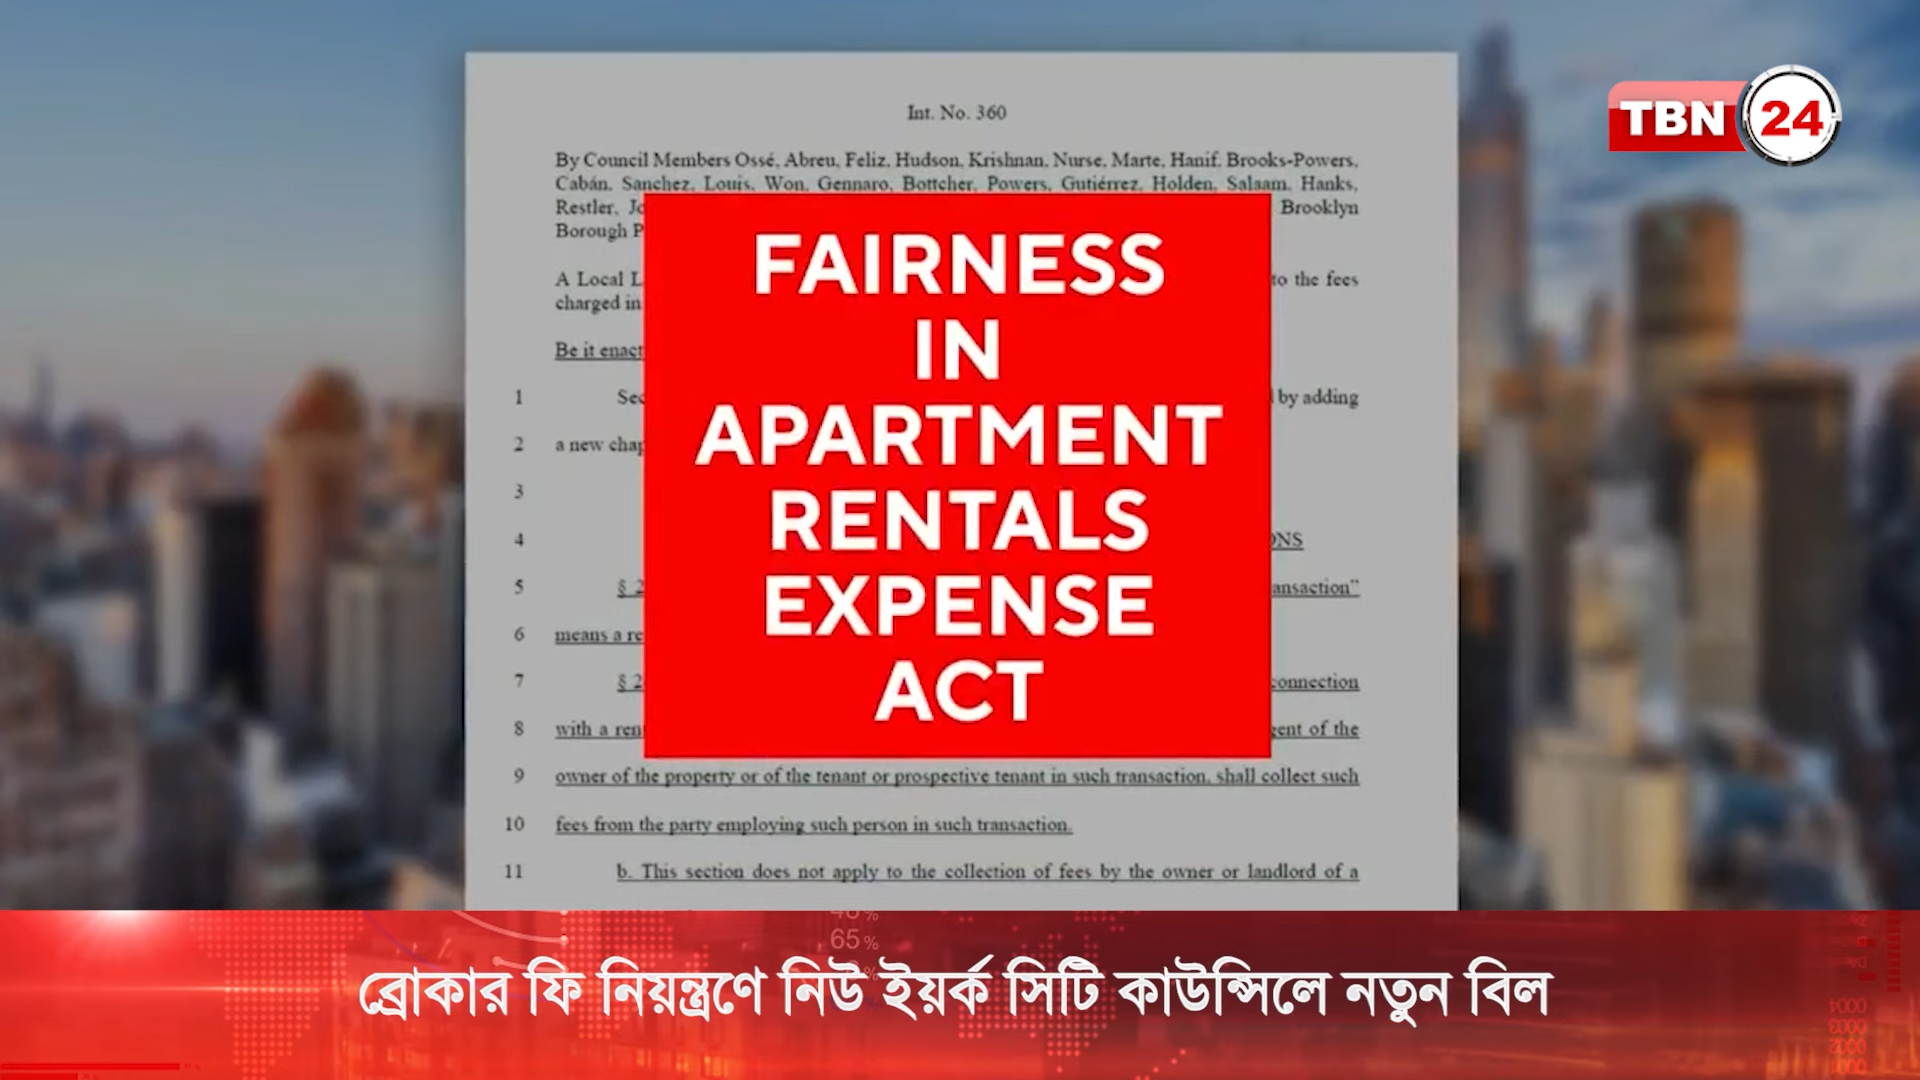 TBN 24
Int. No. 360
By Council Members Ossé, Abreu, Feliz, Hudson, Krishnan, Nurse, Marte, Hanif, Brooks-Powers,
Cabán, Sanchez, Louis, Won, Gennaro, Bottcher, Powers, Gutiérrez, Holden, Salaam, Hanks,
Restler, Brooklyn
Borough
A Local to the fees
charged in
Be it
1 by adding
2 a new
3
4
5 §
6 means a
7 § connection
8 with a of the
9 owner of the property or of the tenant or prospective tenant in such transaction, shall collect such
10 fees from the party employing such person in such transaction.
11 b. This section does not apply to the collection of fees by the owner or landlord of a
FAIRNESS
IN
APARTMENT
RENTALS
EXPENSE
ACT
65%
ব্রোকার ফি নিয়ন্ত্রণে নিউ ইয়র্ক সিটি কাউন্সিলে নতুন বিল